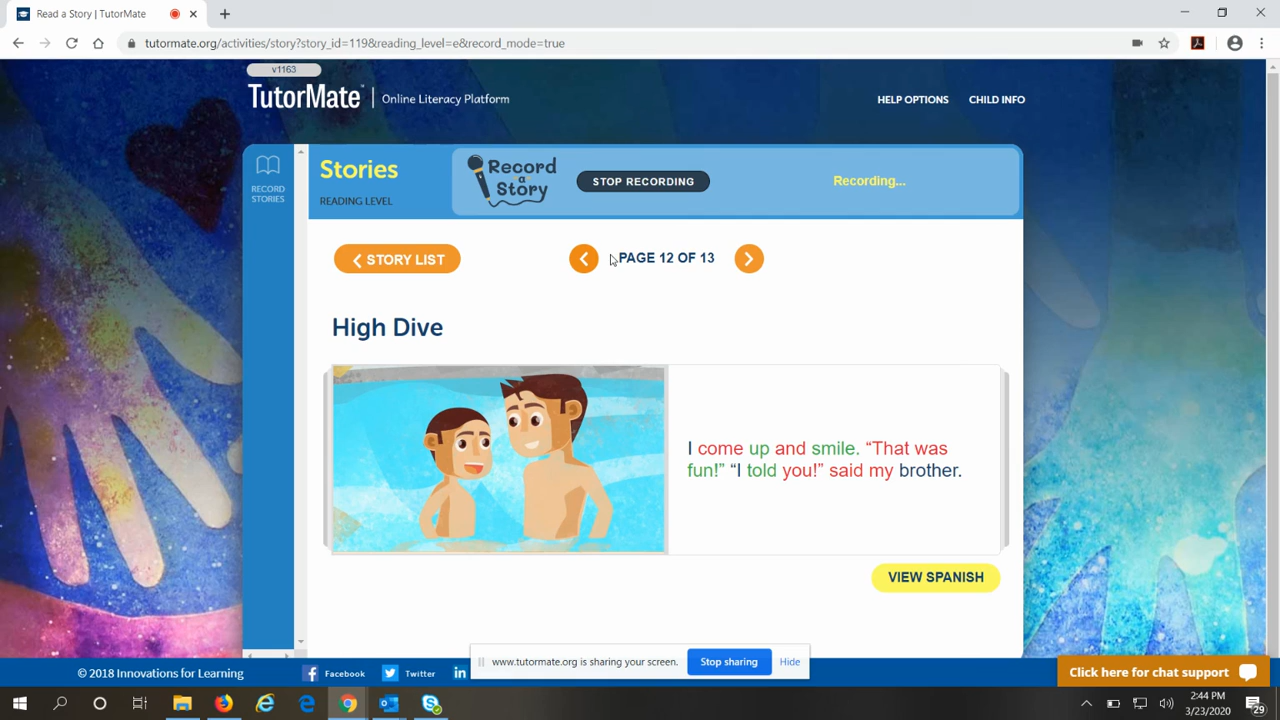 Read a Story | TutorMate
tutormate.org/activities/story?story_id=119&reading_level=e&record_mode=true
v1163
TutorMate | Online Literacy Platform
HELP OPTIONS CHILD INFO
RECORD
STORIES
Stories
READING LEVEL
Record
a
Story
STOP RECORDING
Recording...
STORY LIST
PAGE 12 OF 13
High Dive
I come up and smile. “That was
fun!” “I told you!” said my brother.
VIEW SPANISH
www.tutormate.org is sharing your screen. Stop sharing Hide
© 2018 Innovations for Learning
Facebook
Twitter
in
Click here for chat support
2:44 PM
3/23/2020
29